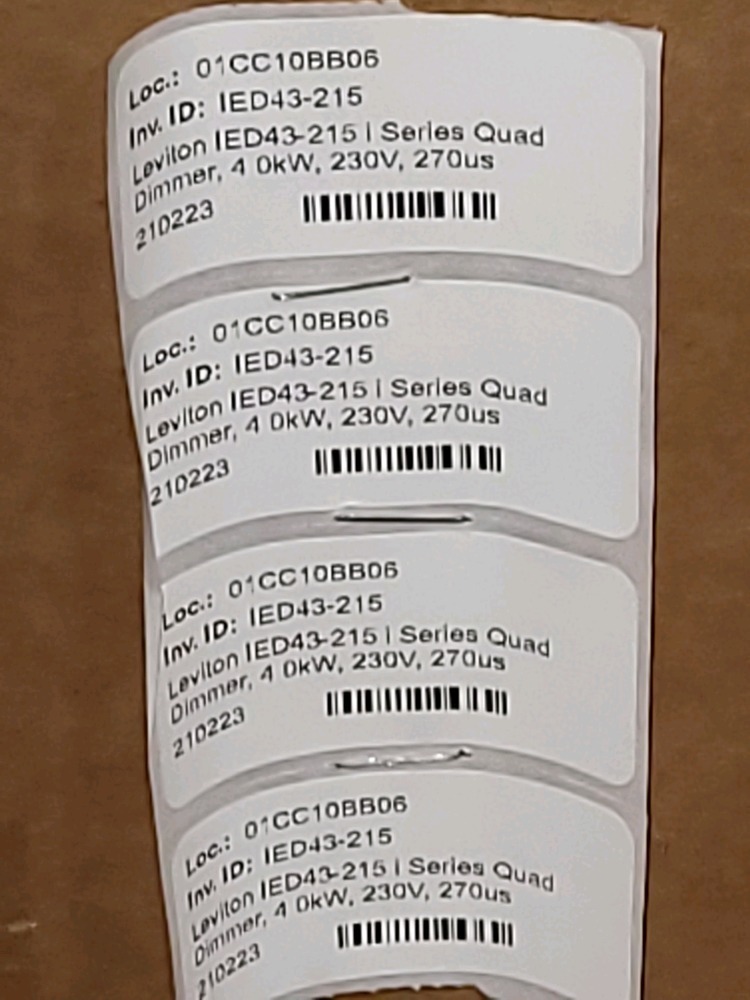 Loc.: 01CC10BB06
Inv. ID: IED43-215
Leviton IED43-215 I Series Quad
Dimmer, 4 0kW, 230V, 270us
210223
Loc.: 01CC10BB06
Inv. ID: IED43-215
Leviton IED43-215 I Series Quad
Dimmer, 4 0kW, 230V, 270us
210223
Loc.: 01CC10BB06
Inv. ID: IED43-215
Leviton IED43-215 I Series Quad
Dimmer, 4 0kW, 230V, 270us
210223
Loc.: 01CC10BB06
Inv. ID: IED43-215
Leviton IED43-215 I Series Quad
Dimmer, 4 0kW, 230V, 270us
210223